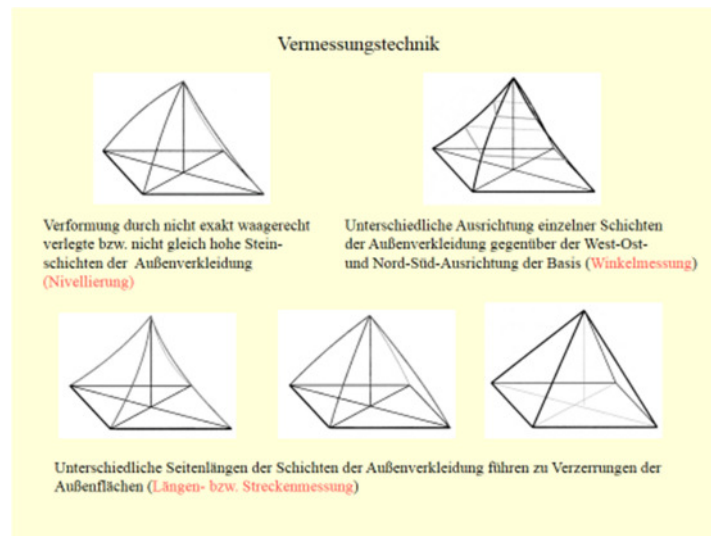 Vermessungstechnik
Verformung durch nicht exakt waagerecht
verlegte bzw. nicht gleich hohe Stein-
schichten der Außenverkleidung
(Nivellierung)
Unterschiedliche Ausrichtung einzelner Schichten
der Außenverkleidung gegenüber der West-Ost-
und Nord-Süd-Ausrichtung der Basis (Winkelmessung)
Unterschiedliche Seitenlängen der Schichten der Außenverkleidung führen zu Verzerrungen der
Außenflächen (Längen- bzw. Streckenmessung)